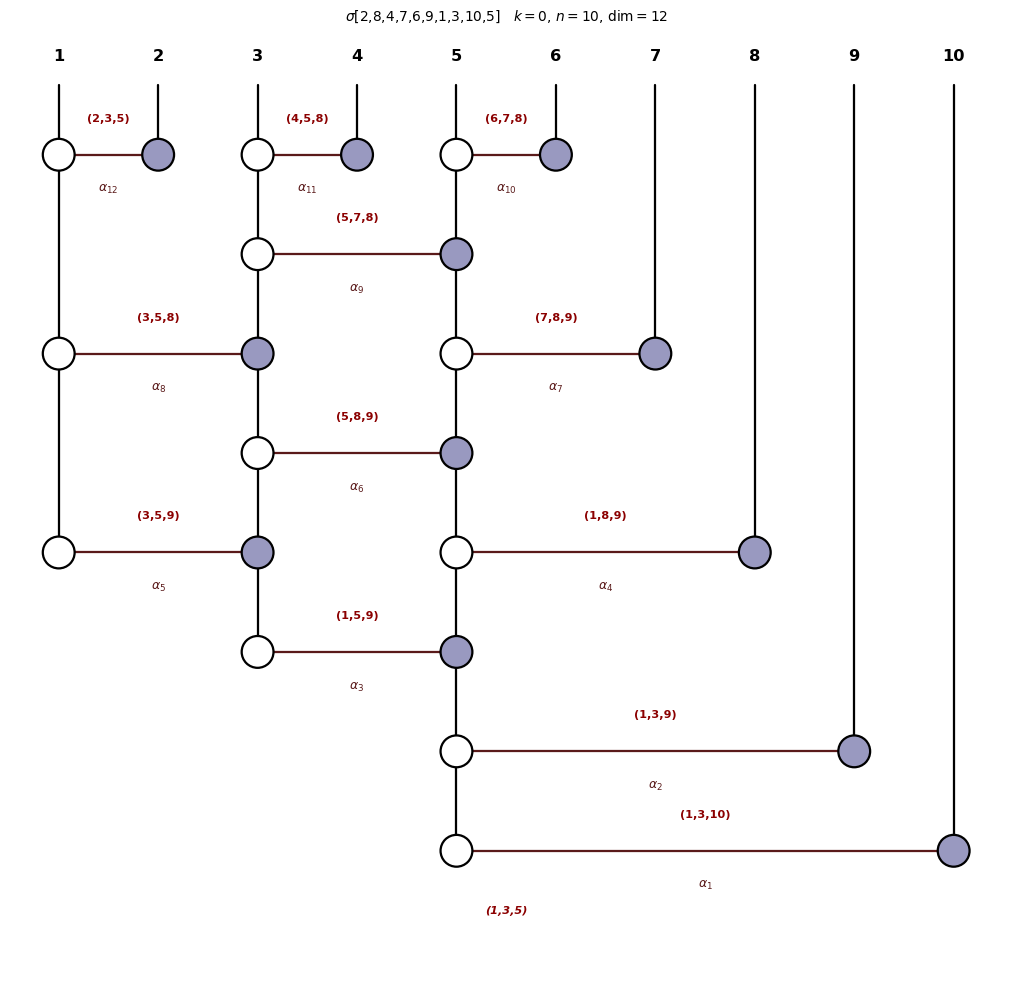 σ[2,8,4,7,6,9,1,3,10,5]   k=0, n=10, dim=12
1 2 3 4 5 6 7 8 9 10
(2,3,5) (4,5,8) (6,7,8)
α₁₂ α₁₁ α₁₀
(5,7,8)
α₉
(3,5,8) (7,8,9)
α₈ α₇
(5,8,9)
α₆
(3,5,9) (1,8,9)
α₅ α₄
(1,5,9)
α₃
(1,3,9)
α₂
(1,3,10)
α₁
(1,3,5)